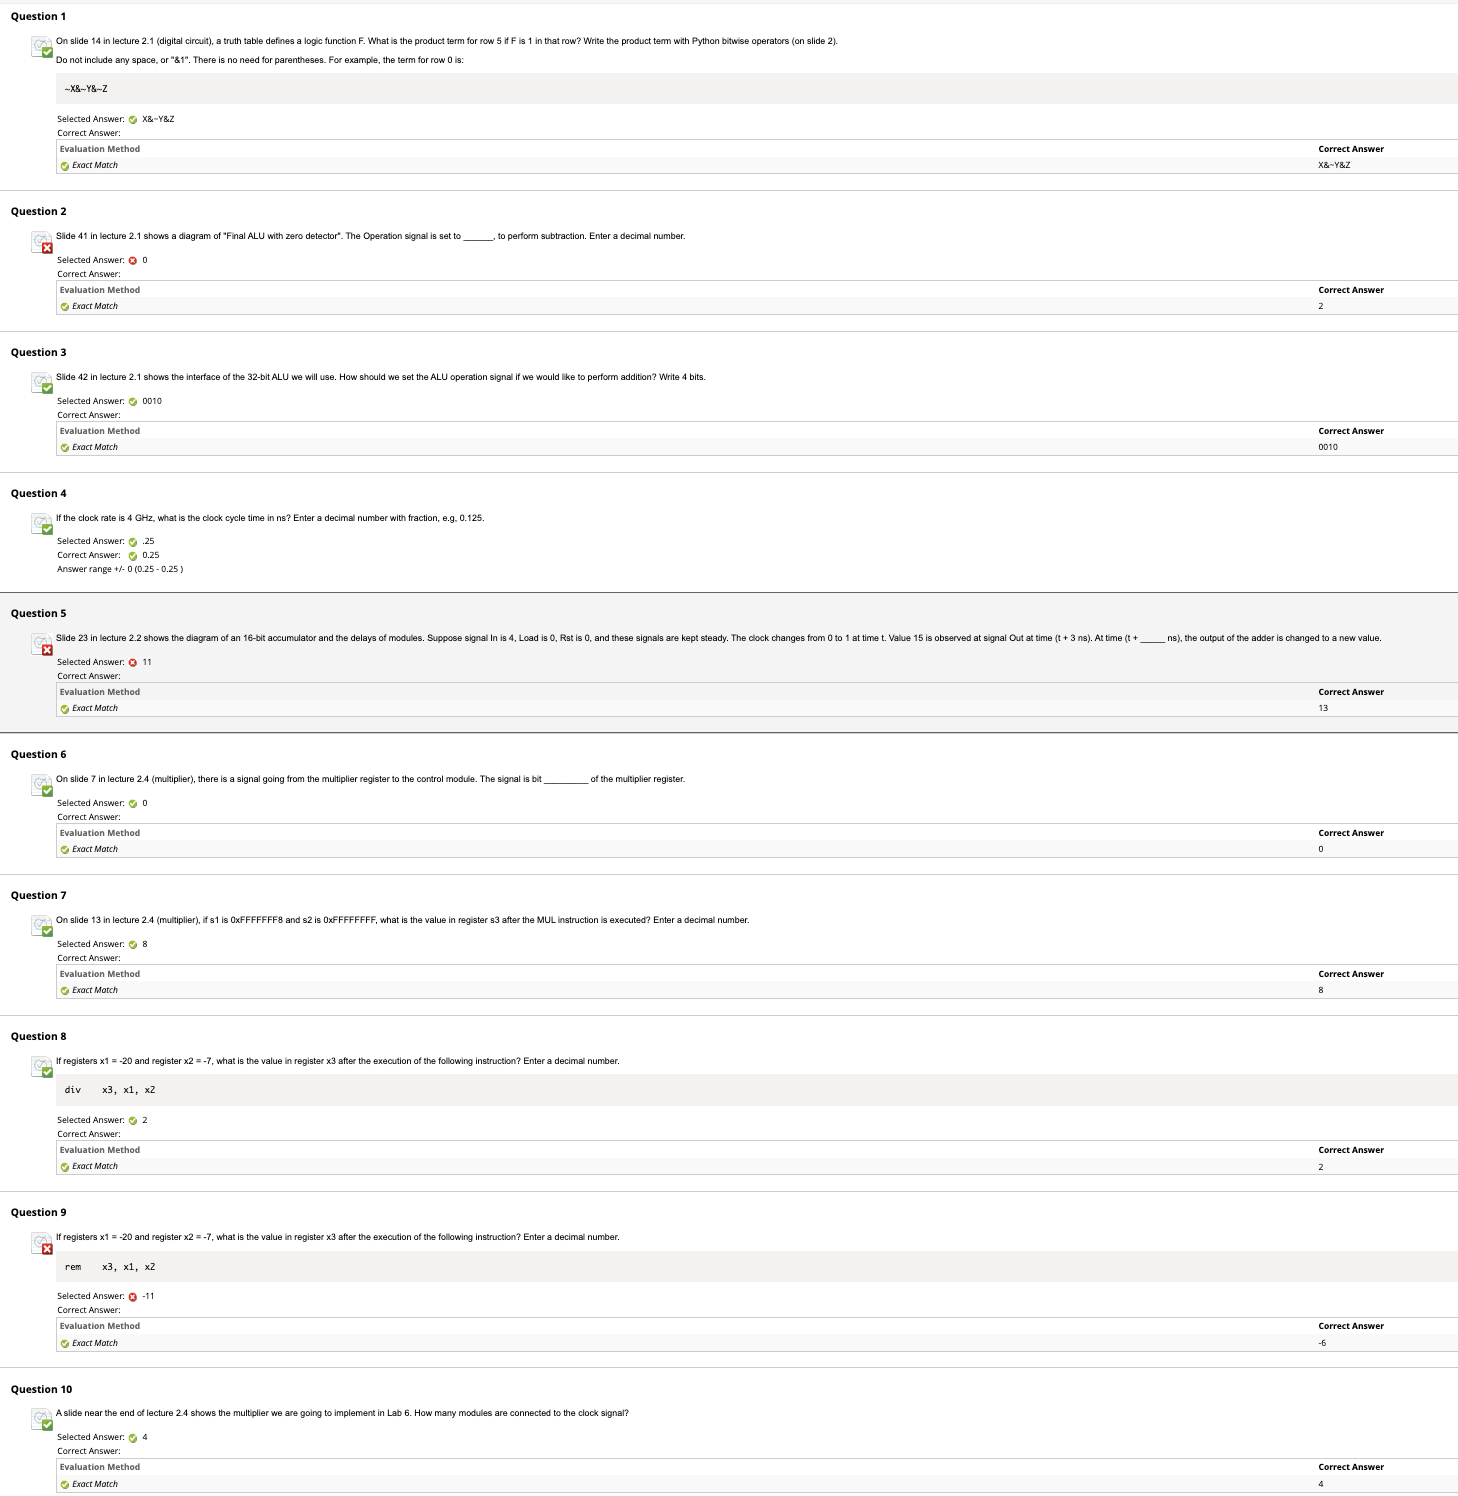 Question 1
On slide 14 in lecture 2.1 (digital circuit), a truth table defines a logic function F. What is the product term for row 5 if F is 1 in that row? Write the product term with Python bitwise operators (on slide 2).
Do not include any space, or "&1". There is no need for parentheses. For example, the term for row 0 is:
~X&~Y&~Z
Selected Answer: X&~Y&Z
Correct Answer:
Evaluation Method Correct Answer
Exact Match X&~Y&Z
Question 2
Slide 41 in lecture 2.1 shows a diagram of "Final ALU with zero detector". The Operation signal is set to ______, to perform subtraction. Enter a decimal number.
Selected Answer: 0
Correct Answer:
Evaluation Method Correct Answer
Exact Match 2
Question 3
Slide 42 in lecture 2.1 shows the interface of the 32-bit ALU we will use. How should we set the ALU operation signal if we would like to perform addition? Write 4 bits.
Selected Answer: 0010
Correct Answer:
Evaluation Method Correct Answer
Exact Match 0010
Question 4
If the clock rate is 4 GHz, what is the clock cycle time in ns? Enter a decimal number with fraction, e.g, 0.125.
Selected Answer: .25
Correct Answer: 0.25
Answer range +/- 0 (0.25 - 0.25 )
Question 5
Slide 23 in lecture 2.2 shows the diagram of an 16-bit accumulator and the delays of modules. Suppose signal In is 4, Load is 0, Rst is 0, and these signals are kept steady. The clock changes from 0 to 1 at time t. Value 15 is observed at signal Out at time (t + 3 ns). At time (t + _____ ns), the output of the adder is changed to a new value.
Selected Answer: 11
Correct Answer:
Evaluation Method Correct Answer
Exact Match 13
Question 6
On slide 7 in lecture 2.4 (multiplier), there is a signal going from the multiplier register to the control module. The signal is bit _________ of the multiplier register.
Selected Answer: 0
Correct Answer:
Evaluation Method Correct Answer
Exact Match 0
Question 7
On slide 13 in lecture 2.4 (multiplier), if s1 is 0xFFFFFFF8 and s2 is 0xFFFFFFFF, what is the value in register s3 after the MUL instruction is executed? Enter a decimal number.
Selected Answer: 8
Correct Answer:
Evaluation Method Correct Answer
Exact Match 8
Question 8
If registers x1 = -20 and register x2 = -7, what is the value in register x3 after the execution of the following instruction? Enter a decimal number.
div x3, x1, x2
Selected Answer: 2
Correct Answer:
Evaluation Method Correct Answer
Exact Match 2
Question 9
If registers x1 = -20 and register x2 = -7, what is the value in register x3 after the execution of the following instruction? Enter a decimal number.
rem x3, x1, x2
Selected Answer: -11
Correct Answer:
Evaluation Method Correct Answer
Exact Match -6
Question 10
A slide near the end of lecture 2.4 shows the multiplier we are going to implement in Lab 6. How many modules are connected to the clock signal?
Selected Answer: 4
Correct Answer:
Evaluation Method Correct Answer
Exact Match 4